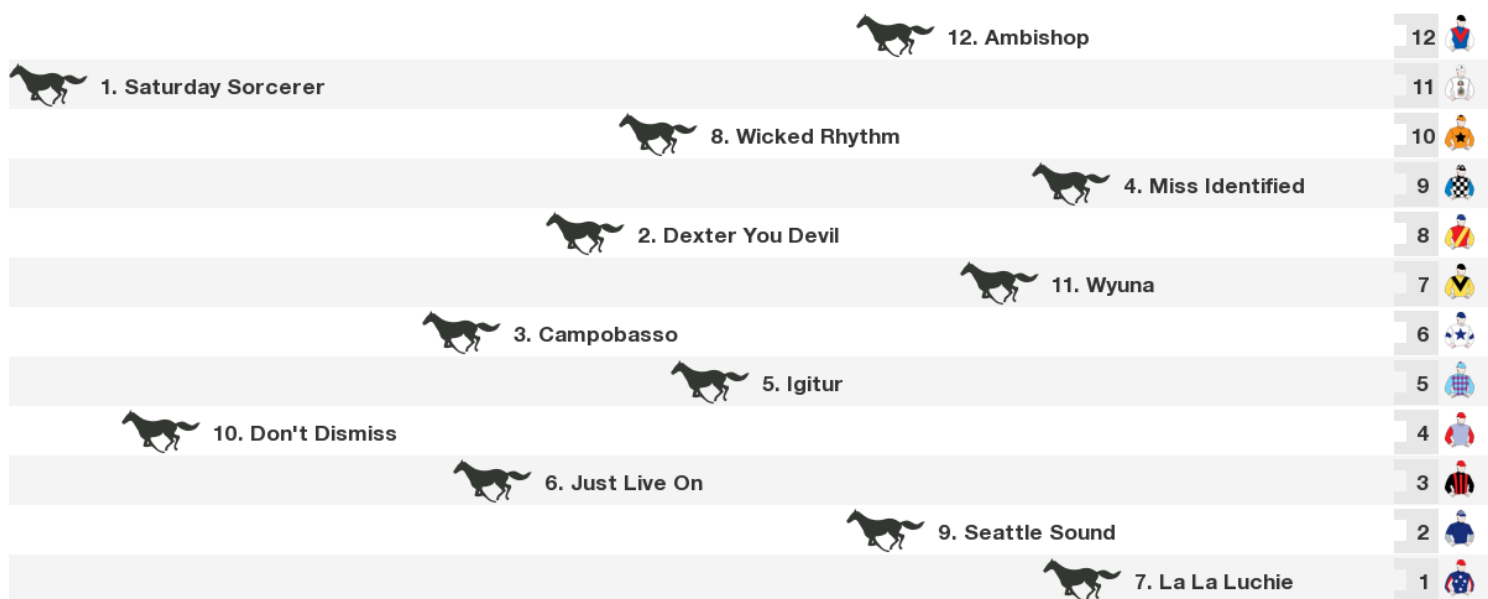 12. Ambishop 12
1. Saturday Sorcerer 11
8. Wicked Rhythm 10
4. Miss Identified 9
2. Dexter You Devil 8
11. Wyuna 7
3. Campobasso 6
5. Igitur 5
10. Don't Dismiss 4
6. Just Live On 3
9. Seattle Sound 2
7. La La Luchie 1